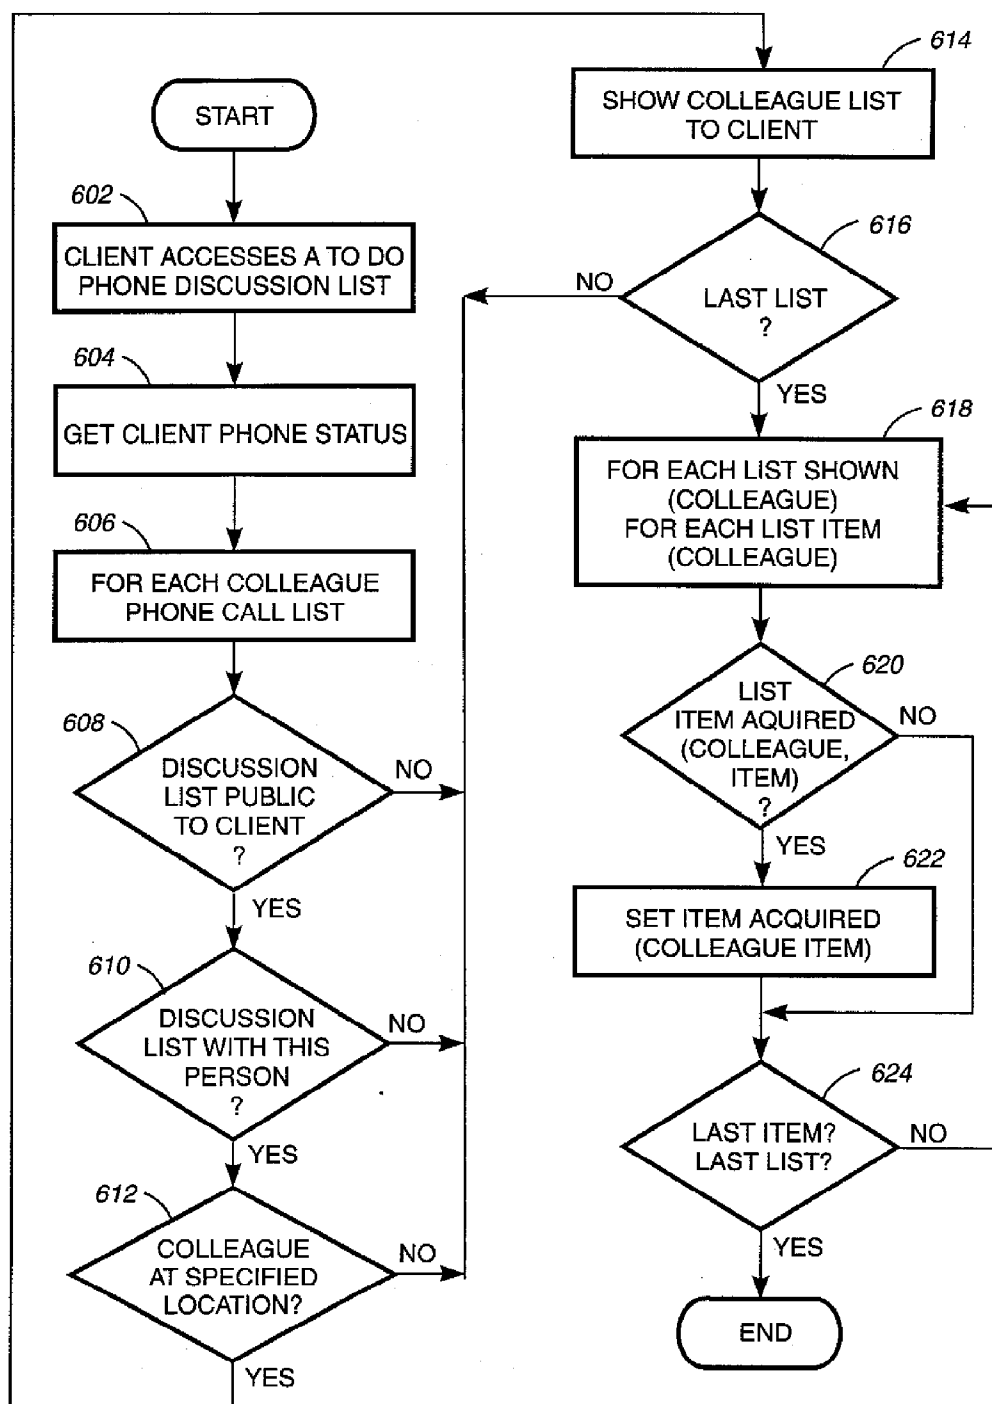 START
602
CLIENT ACCESSES A TO DO
PHONE DISCUSSION LIST
604
GET CLIENT PHONE STATUS
606
FOR EACH COLLEAGUE
PHONE CALL LIST
608
DISCUSSION
LIST PUBLIC
TO CLIENT
?
NO
YES
610
DISCUSSION
LIST WITH THIS
PERSON
?
NO
YES
612
COLLEAGUE
AT SPECIFIED
LOCATION?
NO
YES
614
SHOW COLLEAGUE LIST
TO CLIENT
616
LAST LIST
?
NO
YES
618
FOR EACH LIST SHOWN
(COLLEAGUE)
FOR EACH LIST ITEM
(COLLEAGUE)
620
LIST
ITEM AQUIRED
(COLLEAGUE,
ITEM)
?
NO
YES
622
SET ITEM ACQUIRED
(COLLEAGUE ITEM)
624
LAST ITEM?
LAST LIST?
NO
YES
END